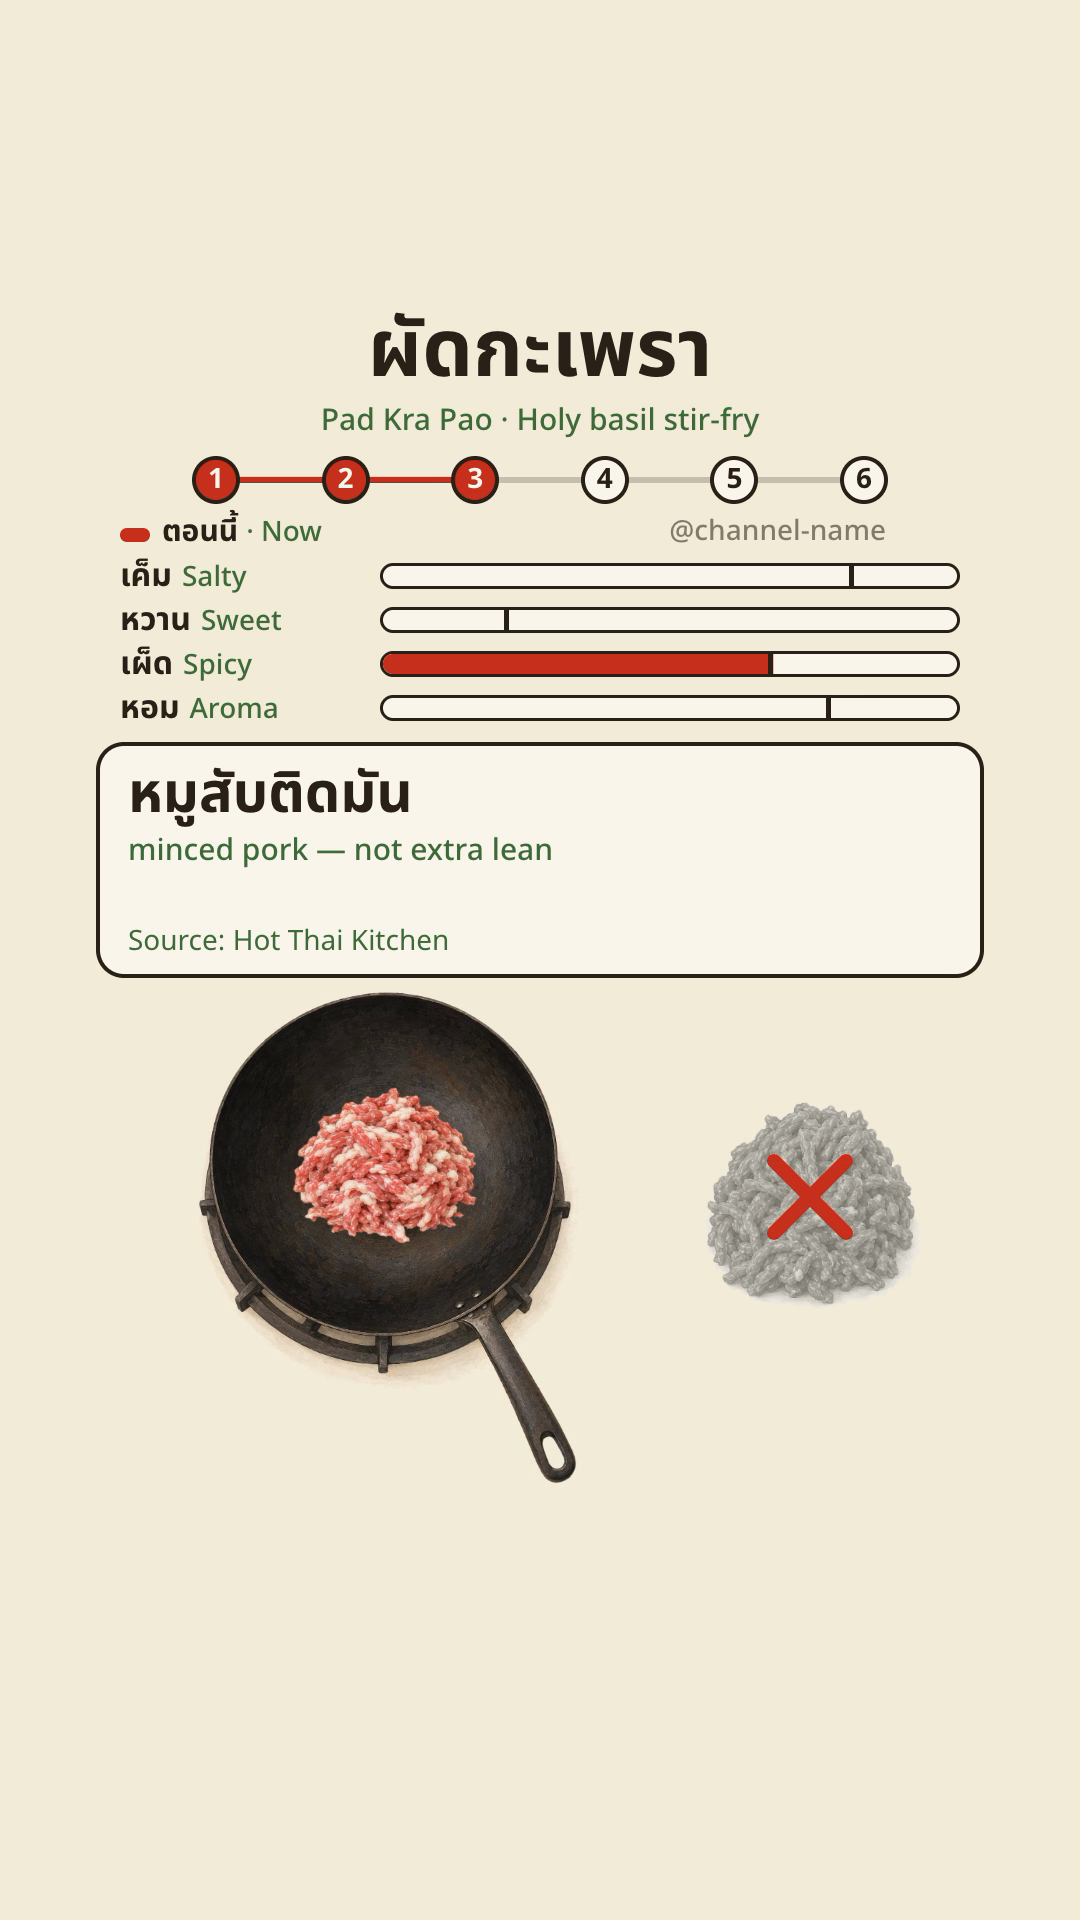 ผัดกะเพรา
Pad Kra Pao · Holy basil stir-fry
1 2 3 4 5 6
ตอนนี้ · Now
@channel-name
เค็ม Salty
หวาน Sweet
เผ็ด Spicy
หอม Aroma
หมูสับติดมัน
minced pork — not extra lean
Source: Hot Thai Kitchen